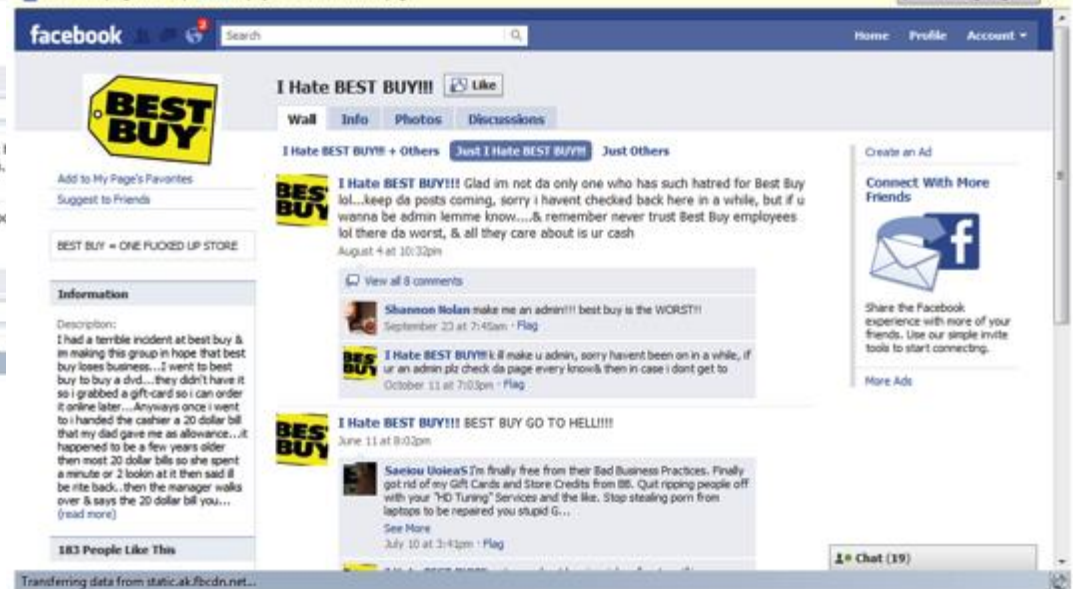 facebook
2
Search
Home Profile Account
BEST
BUY
I Hate BEST BUY!!! Like
Wall Info Photos Discussions
I Hate BEST BUY!!! + Others Just I Hate BEST BUY!!! Just Others
Add to My Page's Favorites
Suggest to Friends
BEST BUY = ONE FUCKED UP STORE
Information
Description:
I had a terrible incident at best buy &
im making this group in hope that best
buy loses business...I went to best
buy to buy a dvd...they didn't have it
so i grabbed a gift-card so i can order
it online later....Anyways once i went
to i handed the cashier a 20 dollar bill
that my dad gave me as allowance...it
happened to be a few years older
then most 20 dollar bills so she spent
a minute or 2 lookin at it then said ill
be rite back..then the manager walks
over & says the 20 dollar bill you...
(read more)
183 People Like This
BEST
BUY
I Hate BEST BUY!!! Glad im not da only one who has such hatred for Best Buy
lol...keep da posts coming, sorry i havent checked back here in a while, but if u
wanna be admin lemme know....& remember never trust Best Buy employees
lol there da worst, & all they care about is ur cash
August 4 at 10:32pm
View all 8 comments
Shannon Nolan make me an admin!!! best buy is the WORST!!
September 23 at 7:45am · Flag
BES
BUY
I Hate BEST BUY!!! k ill make u admin, sorry havent been on in a while, if
ur an admin plz check da page every know& then in case i dont get to
October 11 at 7:03pm · Flag
BES
BUY
I Hate BEST BUY!!! BEST BUY GO TO HELL!!!!
June 11 at 8:02pm
Saeiou UoieaS I'm finally free from their Bad Business Practices. Finally
got rid of my Gift Cards and Store Credits from BB. Quit ripping people off
with your "HD Tuning" Services and the like. Stop stealing porn from
laptops to be repaired you stupid G...
See More
July 10 at 3:41pm · Flag
Create an Ad
Connect With More
Friends
f
Share the Facebook
experience with more of your
friends. Use our simple invite
tools to start connecting.
More Ads
Chat (19)
Transferring data from static.ak.fbcdn.net...